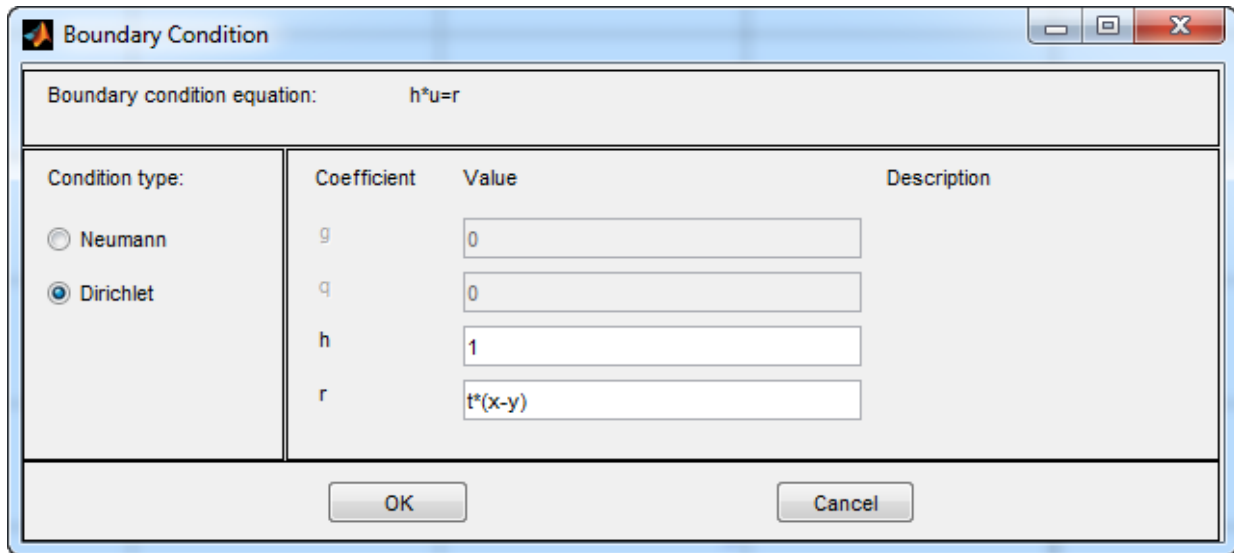 Boundary Condition
Boundary condition equation: h*u=r
Condition type: Coefficient Value Description
Neumann g 0
Dirichlet q 0
h 1
r t*(x-y)
OK Cancel